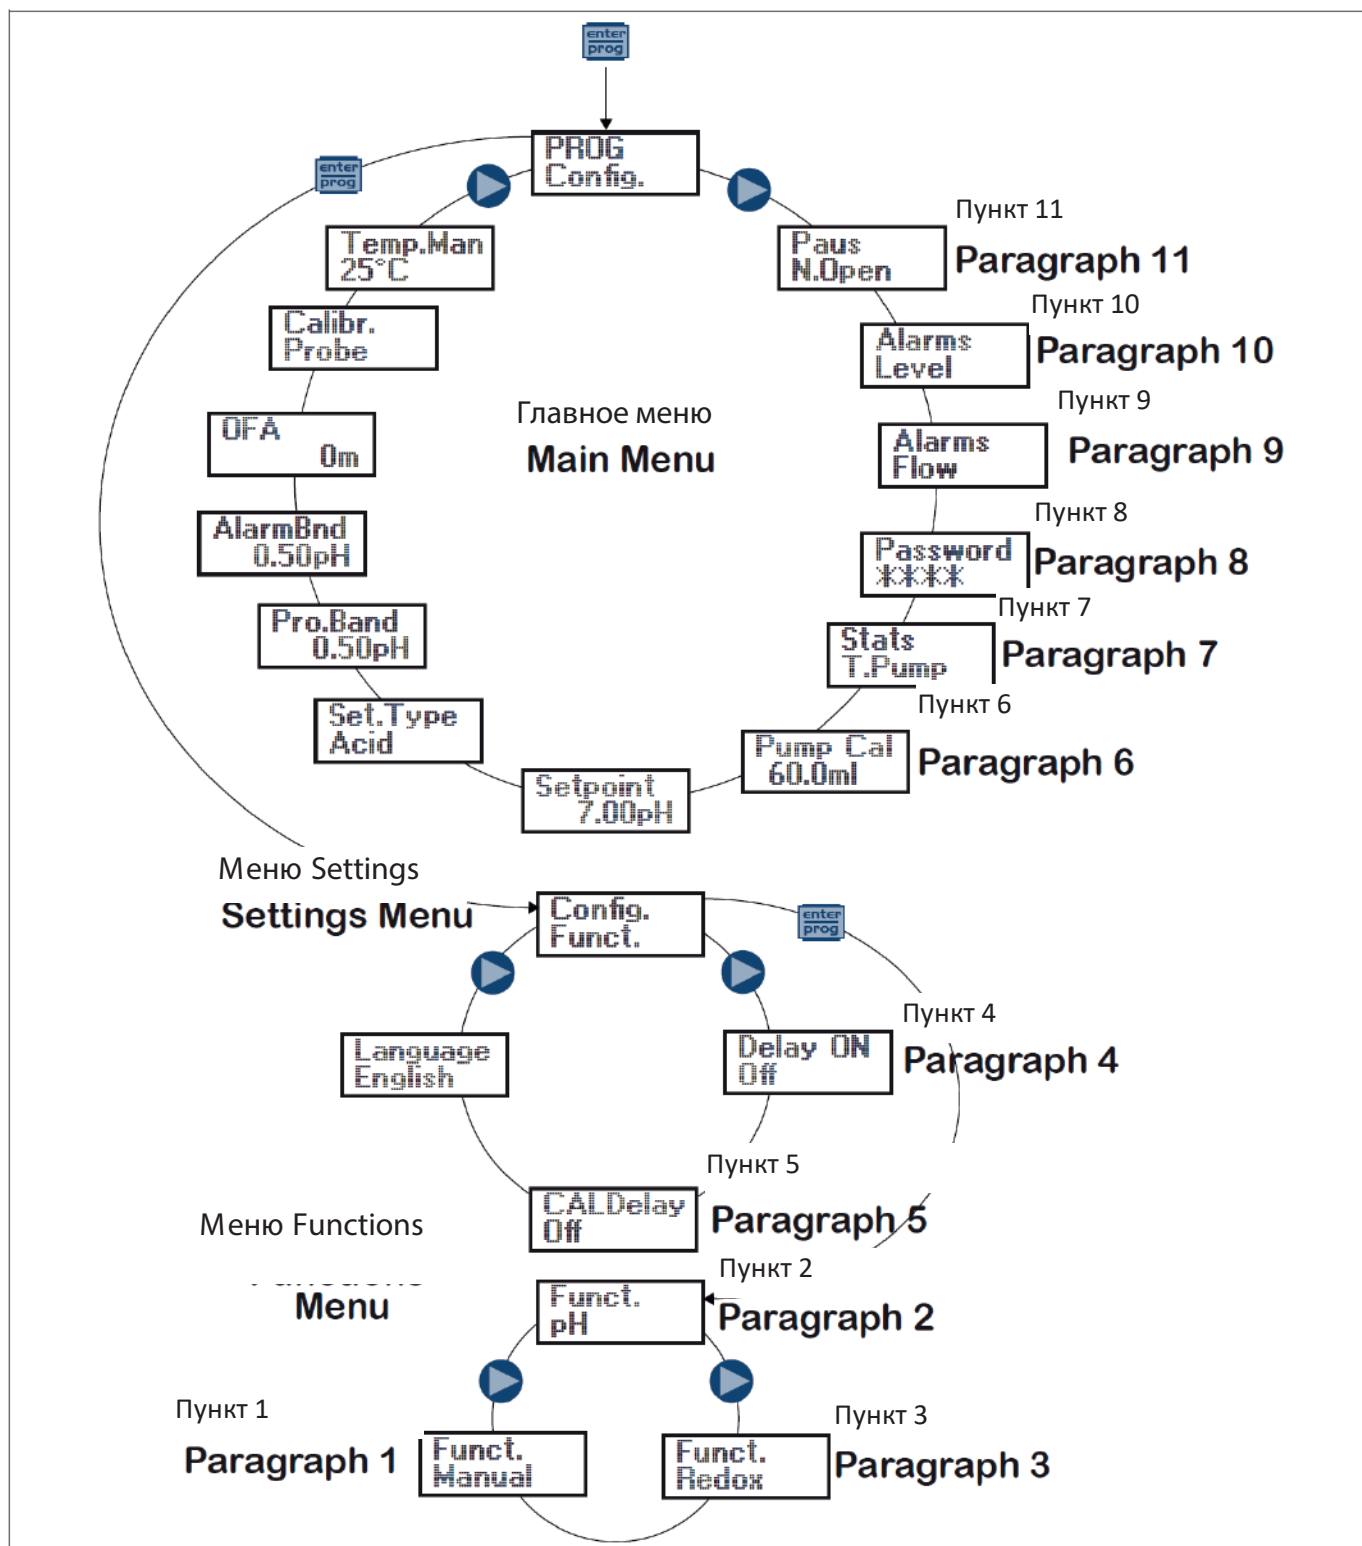 enter
prog
PROG
Config.
enter
prog
Temp.Man
25°C
Пункт 11
Paus
N.Open
Paragraph 11
Calibr.
Probe
Пункт 10
Alarms
Level
Paragraph 10
OFA
0m
Главное меню
Main Menu
Пункт 9
Alarms
Flow
Paragraph 9
AlarmBnd
0.50pH
Пункт 8
Password
****
Paragraph 8
Pro.Band
0.50pH
Пункт 7
Stats
T.Pump
Paragraph 7
Set.Type
Acid
Пункт 6
Pump Cal
60.0ml
Paragraph 6
Setpoint
7.00pH
Меню Settings
Settings Menu
Config.
Funct.
enter
prog
Language
English
Пункт 4
Delay ON
Off
Paragraph 4
Пункт 5
CALDelay
Off
Paragraph 5
Меню Functions
Menu
Пункт 2
Funct.
pH
Paragraph 2
Пункт 1
Paragraph 1
Funct.
Manual
Пункт 3
Funct.
Redox
Paragraph 3